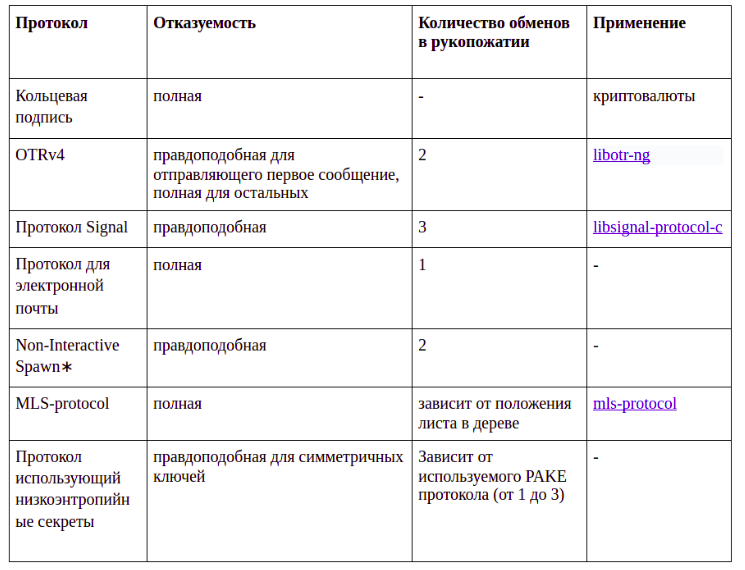 Протокол
Отказуемость
Количество обменов
в рукопожатии
Применение
Кольцевая
подпись
полная
-
криптовалюты
OTRv4
правдоподобная для
отправляющего первое сообщение,
полная для остальных
2
libotr-ng
Протокол Signal
правдоподобная
3
libsignal-protocol-c
Протокол для
электронной
почты
полная
1
-
Non-Interactive
Spawn∗
правдоподобная
2
-
MLS-protocol
полная
зависит от положения
листа в дереве
mls-protocol
Протокол
использующий
низкоэнтропийн
ые секреты
правдоподобная для симметричных
ключей
Зависит от
используемого PAKE
протокола (от 1 до 3)
-